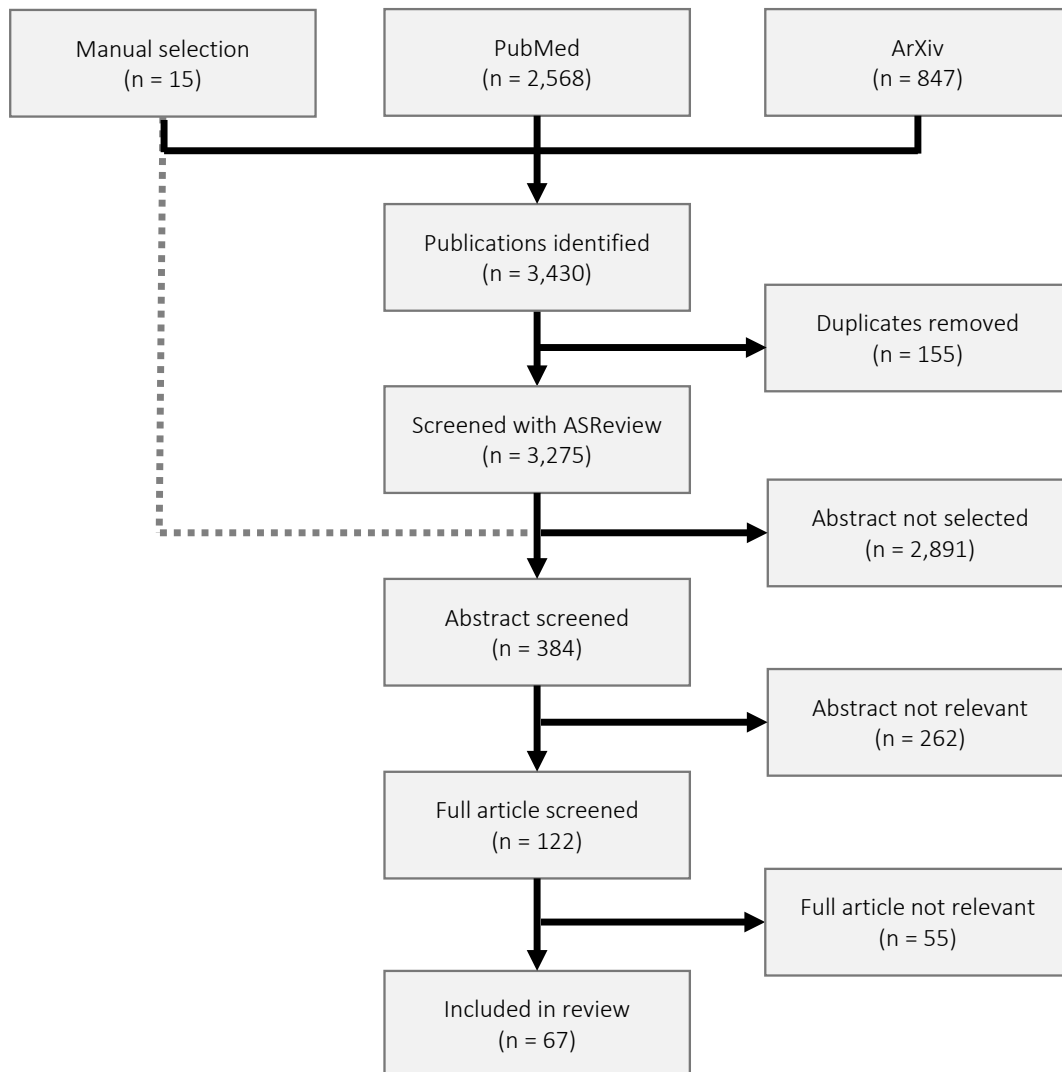 Manual selection
(n = 15)
PubMed
(n = 2,568)
ArXiv
(n = 847)
Publications identified
(n = 3,430)
Duplicates removed
(n = 155)
Screened with ASReview
(n = 3,275)
Abstract not selected
(n = 2,891)
Abstract screened
(n = 384)
Abstract not relevant
(n = 262)
Full article screened
(n = 122)
Full article not relevant
(n = 55)
Included in review
(n = 67)